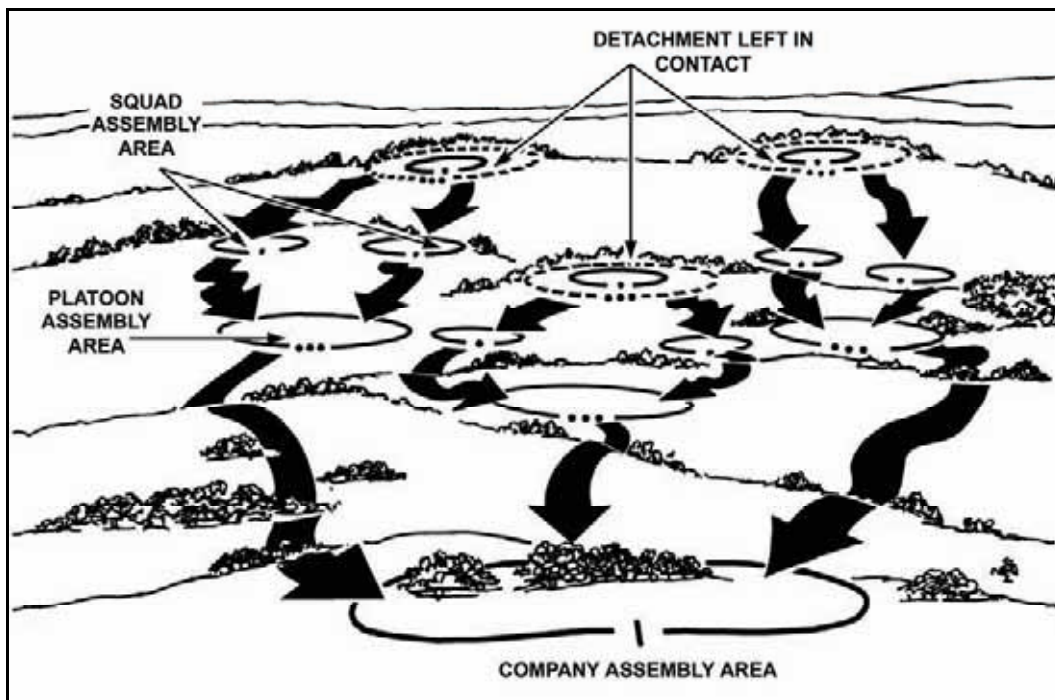 DETACHMENT LEFT IN
CONTACT
SQUAD
ASSEMBLY
AREA
PLATOON
ASSEMBLY
AREA
COMPANY ASSEMBLY AREA